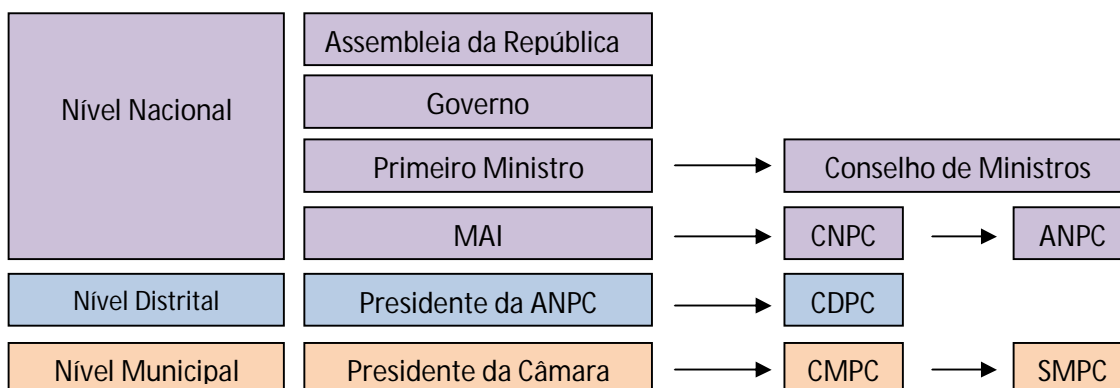 Assembleia da República
Nível Nacional
Governo
Primeiro Ministro
Conselho de Ministros
MAI
CNPC
ANPC
Nível Distrital
Presidente da ANPC
CDPC
Nível Municipal
Presidente da Câmara
CMPC
SMPC